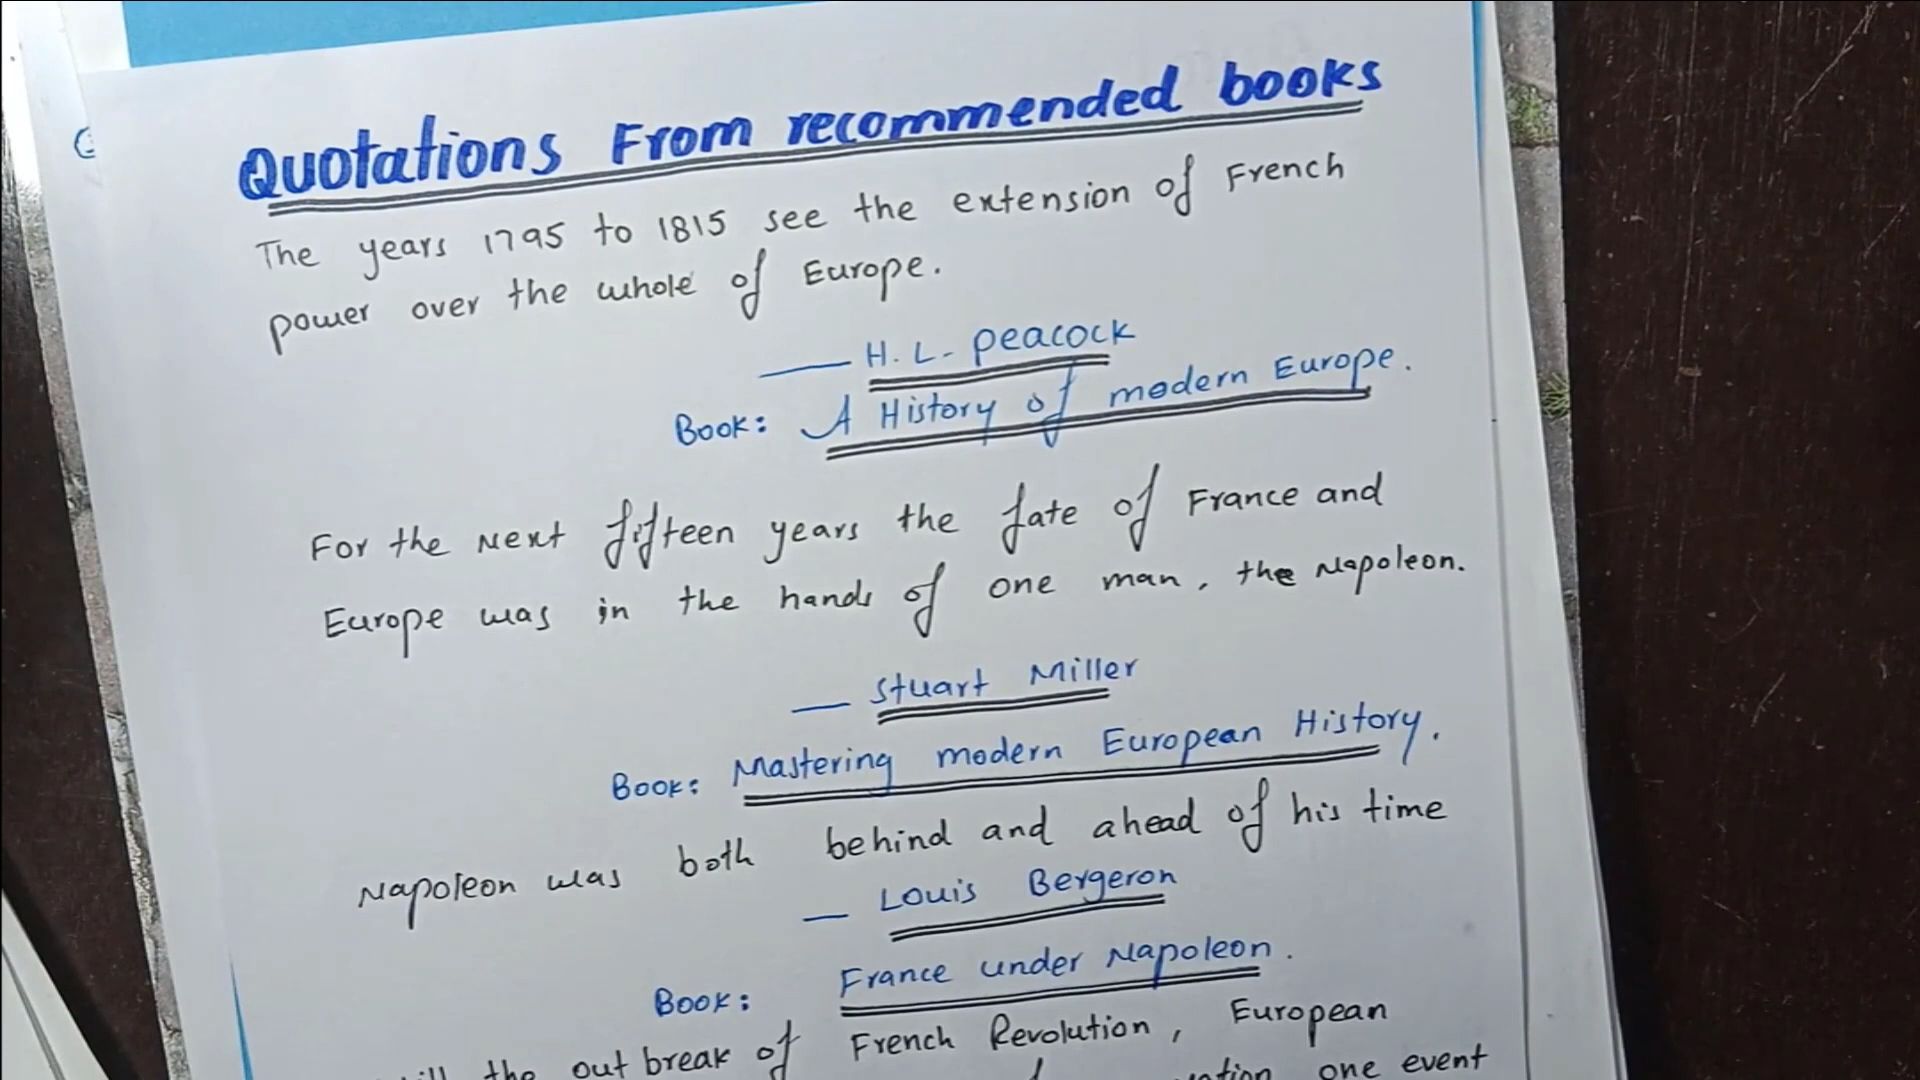 Quotations From recommended books
The years 1795 to 1815 see the extension of French
power over the whole of Europe.
— H. L. peacock
Book: A History of modern Europe.
For the next fifteen years the fate of France and
Europe was in the hands of one man, the Napoleon.
— Stuart Miller
Book: Mastering modern European History.
Napoleon was both behind and ahead of his time
— Louis Bergeron
Book: France under Napoleon.
the out break of French Revolution, European
one event